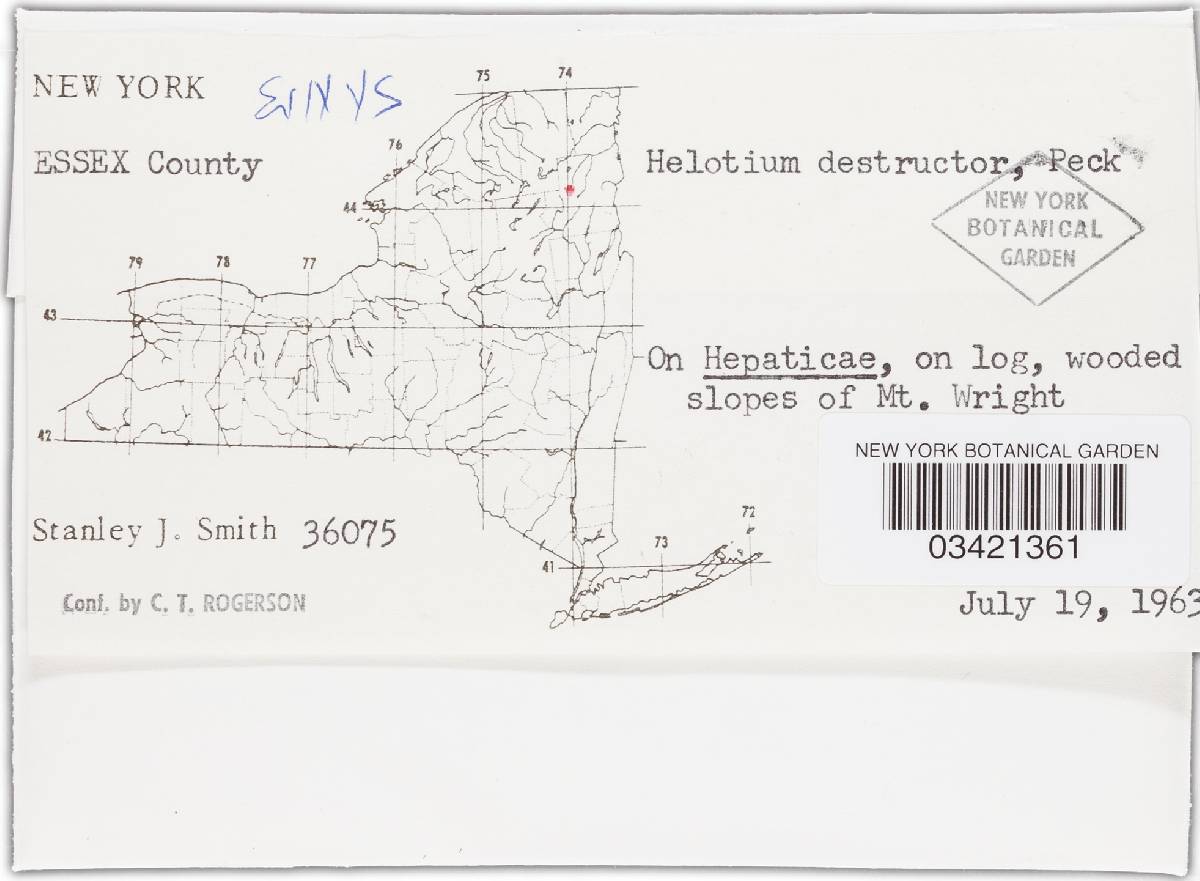 NEW YORK
ESSEX County
75
74
76
44
79
78
77
43
42
41
73
72
Helotium destructor, Peck
NEW YORK
BOTANICAL
GARDEN
On Hepaticae, on log, wooded
slopes of Mt. Wright
NEW YORK BOTANICAL GARDEN
03421361
Stanley J. Smith 36075
Conf. by C. T. ROGERSON
July 19, 1963